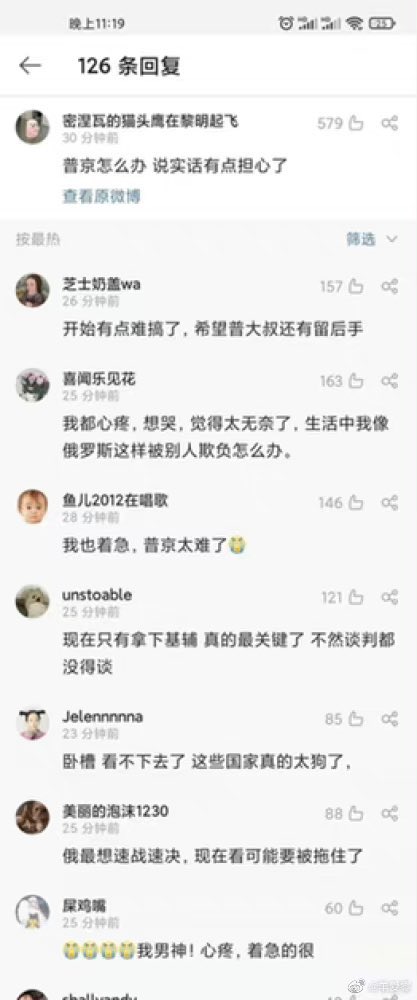 晚上11:19
25
126 条回复
密涅瓦的猫头鹰在黎明起飞
579
30 分钟前
普京怎么办 说实话有点担心了
查看原微博
按最热
筛选
芝士奶盖wa
157
26 分钟前
开始有点难搞了，希望普大叔还有留后手
喜闻乐见花
163
25 分钟前
我都心疼，想哭，觉得太无奈了，生活中我像
俄罗斯这样被别人欺负怎么办。
鱼儿2012在唱歌
146
28 分钟前
我也着急，普京太难了😭
unstoable
121
25 分钟前
现在只有拿下基辅 真的最关键了 不然谈判都
没得谈
Jelennnnna
85
23 分钟前
卧槽 看不下去了 这些国家真的太狗了，
美丽的泡沫1230
88
25 分钟前
俄最想速战速决，现在看可能要被拖住了
屎鸡嘴
60
25 分钟前
😭😭😭😭我男神！心疼，着急的很